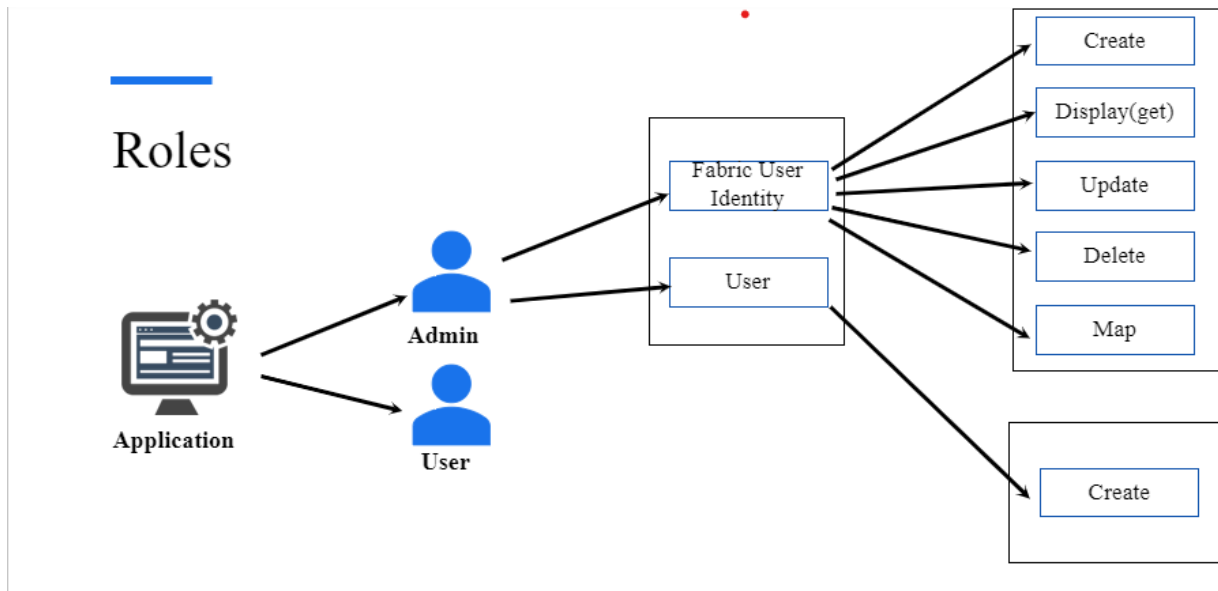 Roles
Application
Admin
User
Fabric User
Identity
User
Create
Display(get)
Update
Delete
Map
Create